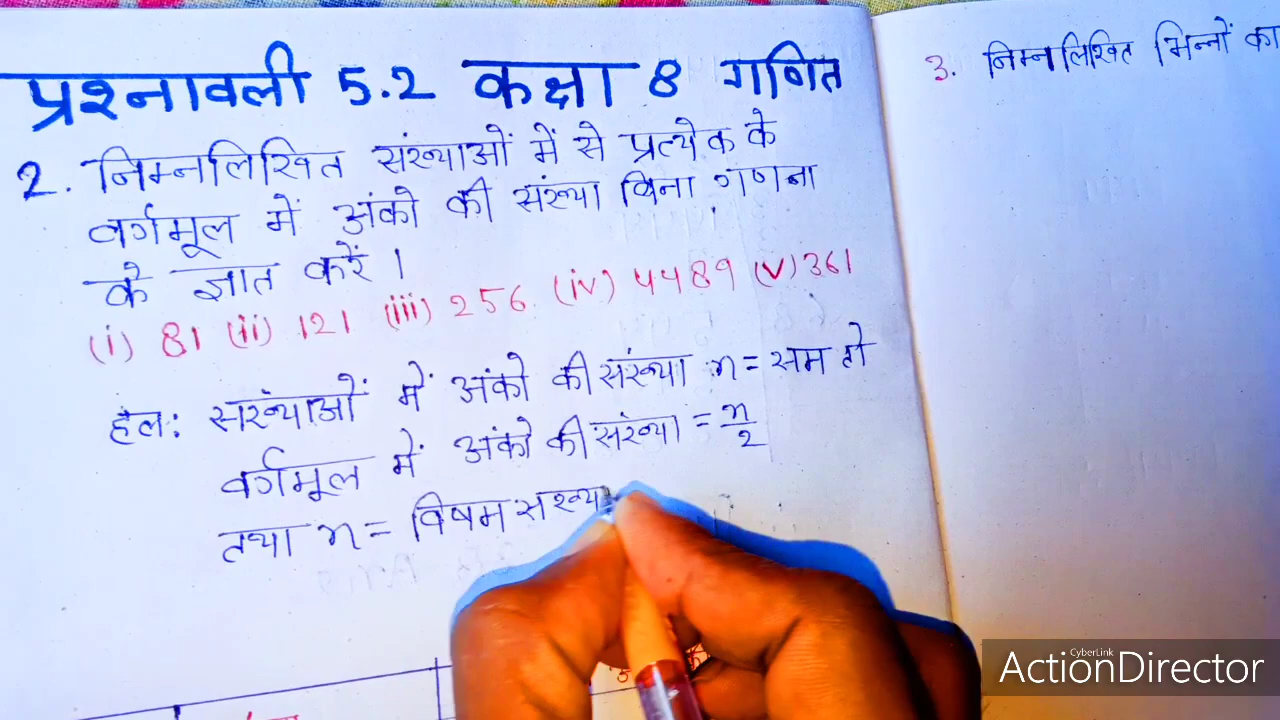 प्रश्नावली 5.2 कक्षा 8 गणित
2. निम्नलिखित संख्याओं में से प्रत्येक के
वर्गमूल में अंको की संख्या बिना गणना
के ज्ञात करें।
(i) 81 (ii) 121 (iii) 256 (iv) 4489 (v) 361
हल: संख्याओं में अंको की संख्या n = सम हो
वर्गमूल में अंको की संख्या = n/2
तथा n = विषम संख्या
3. निम्नलिखित भिन्नों का
CyberLink
ActionDirector